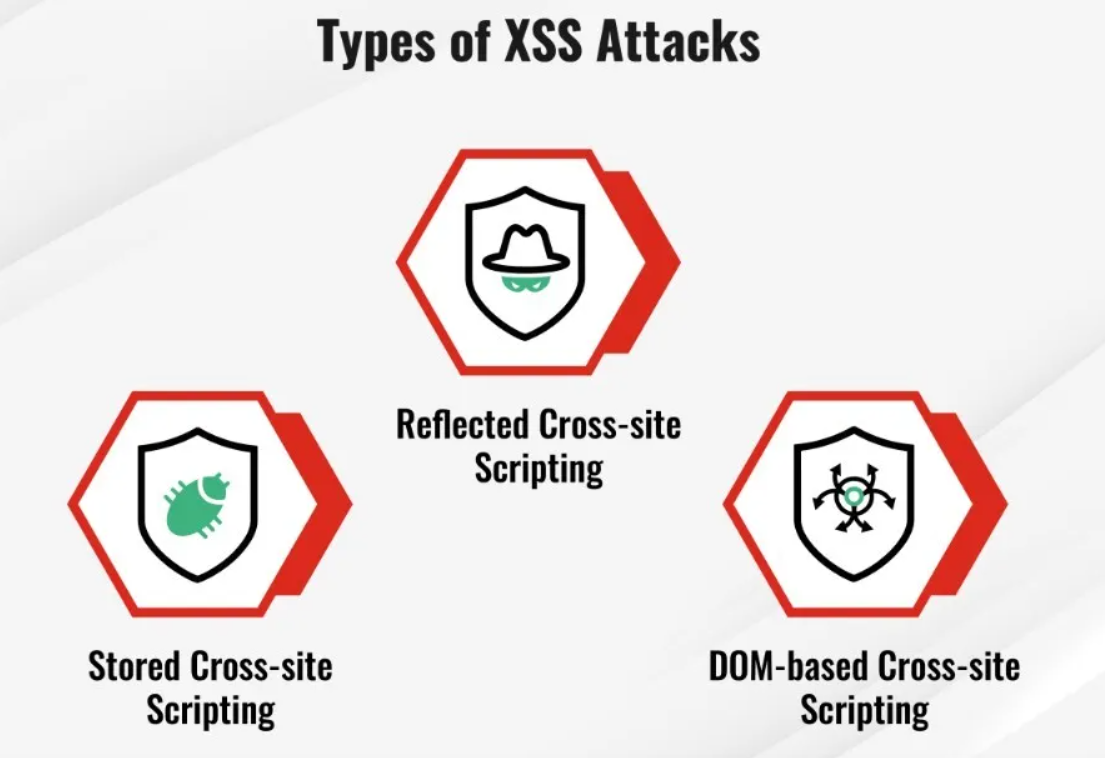 Types of XSS Attacks
Reflected Cross-site
Scripting
Stored Cross-site
Scripting
DOM-based Cross-site
Scripting